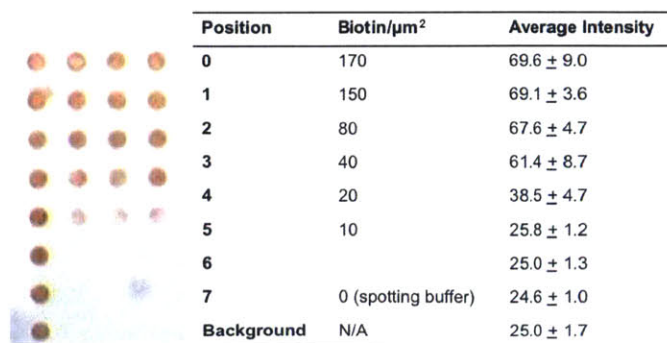 Position Biotin/µm² Average Intensity
0 170 69.6 ± 9.0
1 150 69.1 ± 3.6
2 80 67.6 ± 4.7
3 40 61.4 ± 8.7
4 20 38.5 ± 4.7
5 10 25.8 ± 1.2
6 25.0 ± 1.3
7 0 (spotting buffer) 24.6 ± 1.0
Background N/A 25.0 ± 1.7